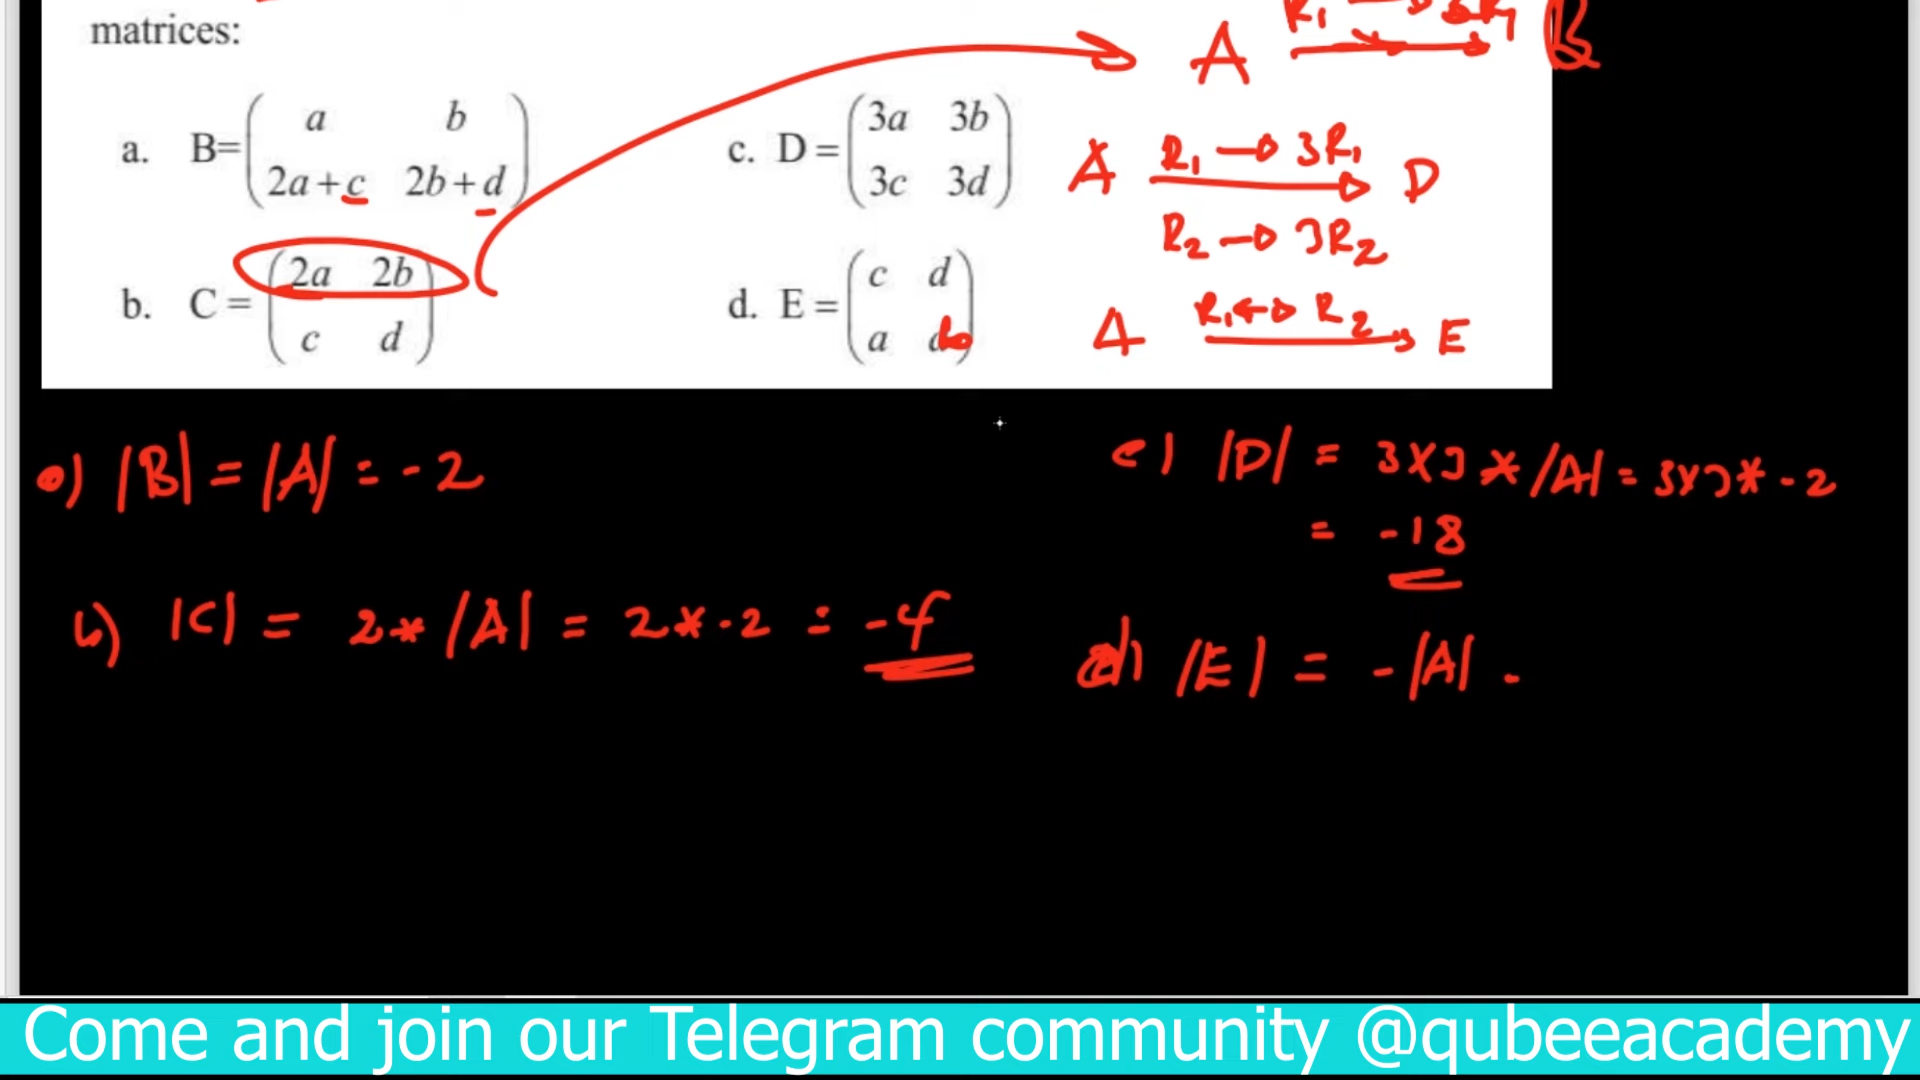 matrices:
a. B= ( a b
2a+c 2b+d )
b. C = ( 2a 2b
c d )
c. D = ( 3a 3b
3c 3d )
d. E = ( c d
a b )
A R₁ → R₁ B
A R₁ → 3R₁ D
R₂ → 3R₂
A R₁ ↔ R₂ E
a) |B| = |A| = -2
b) |C| = 2* |A| = 2* -2 = -4
c) |D| = 3×3 * |A| = 3×3* -2
= -18
d) |E| = - |A| -
Come and join our Telegram community @qubeeacademy